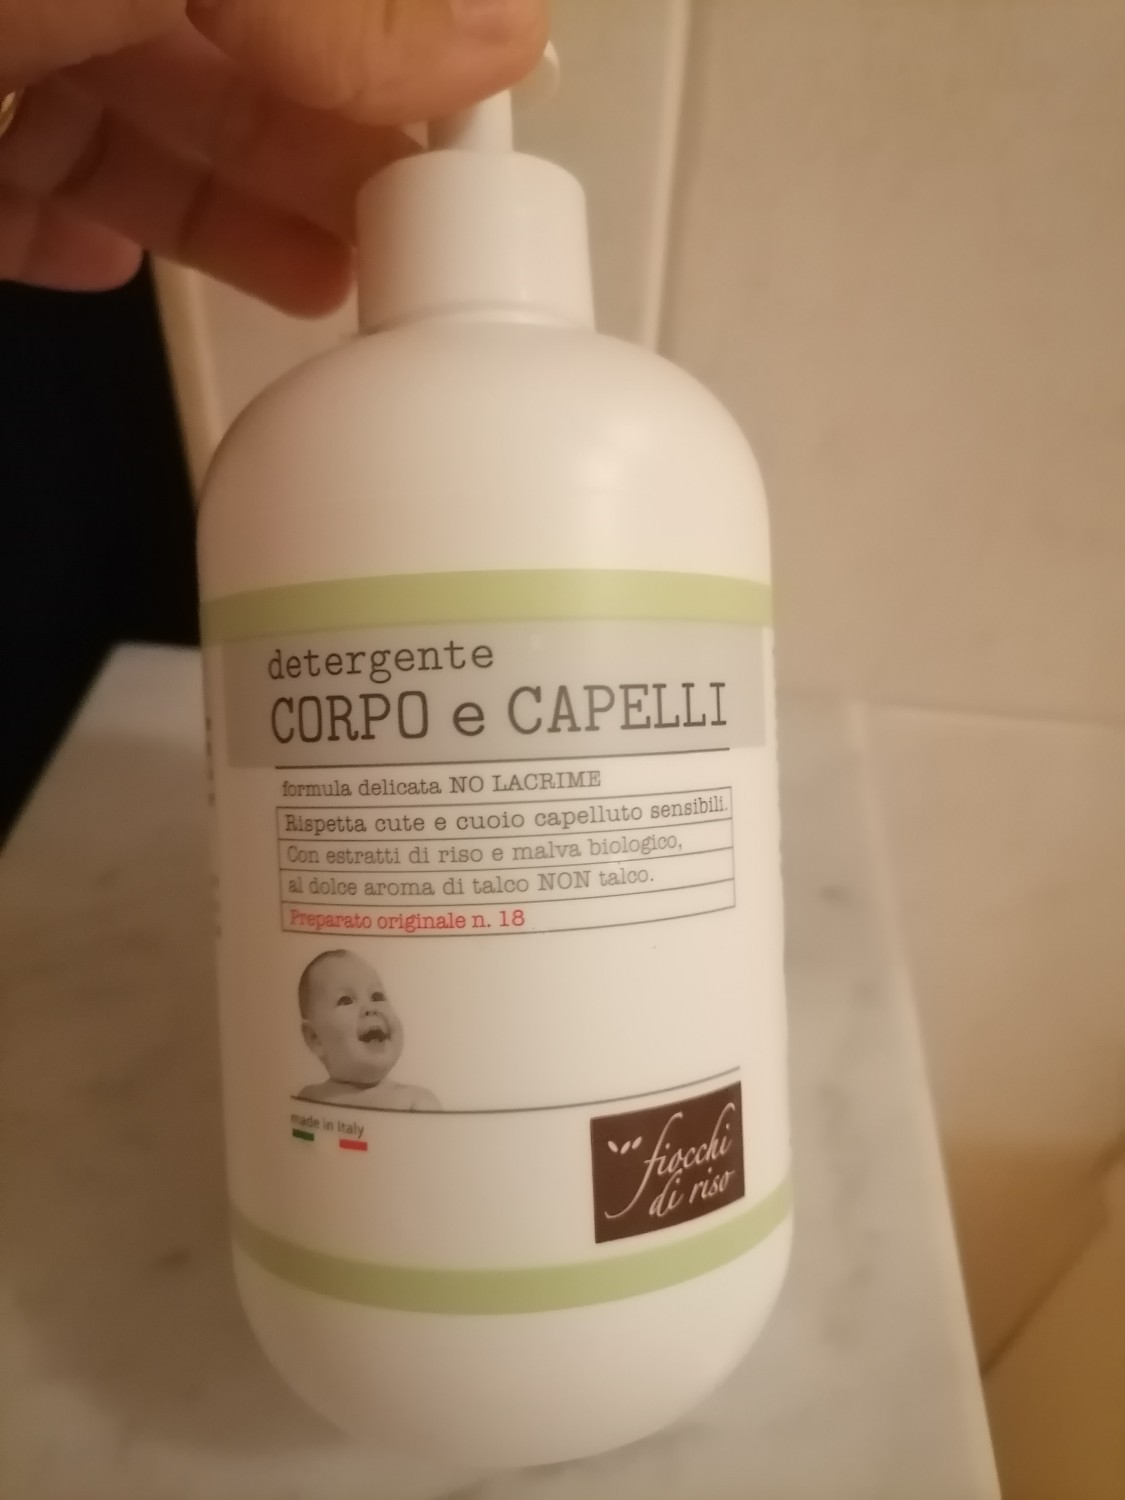 detergente
CORPO e CAPELLI
formula delicata NO LACRIME
Rispetta cute e cuoio capelluto sensibili.
Con estratti di riso e malva biologico,
al dolce aroma di talco NON talco.
Preparato originale n. 18
made in Italy
fiocchi
di riso